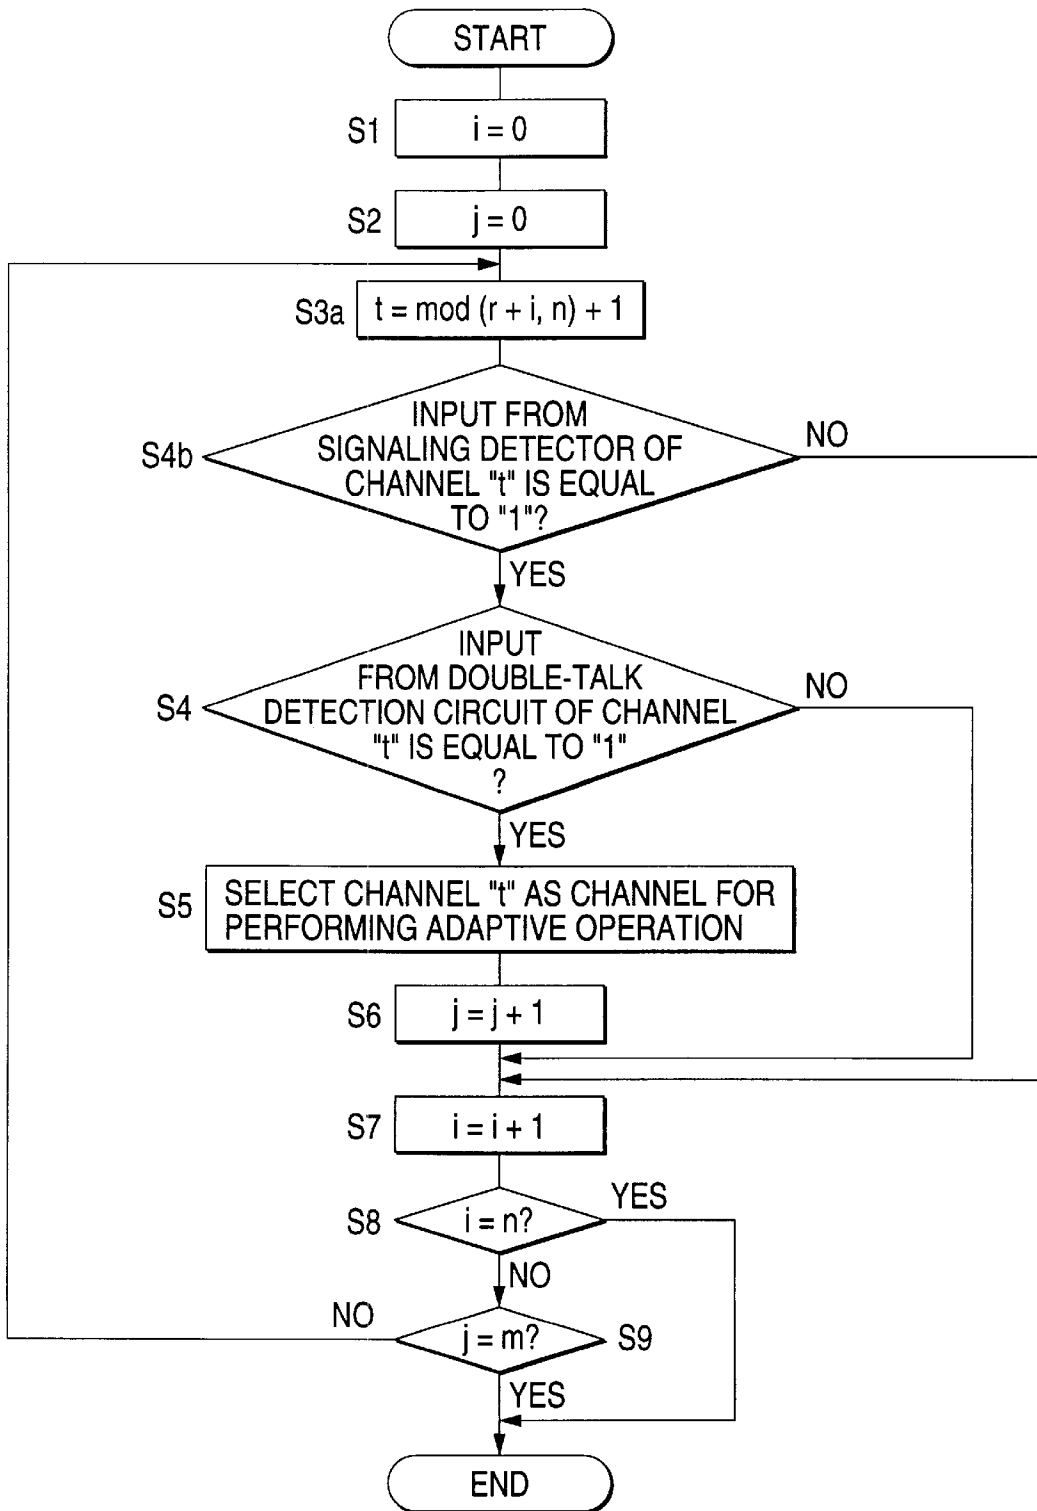 START
S1
i = 0
S2
j = 0
S3a
t = mod (r + i, n) + 1
S4b
INPUT FROM
SIGNALING DETECTOR OF
CHANNEL "t" IS EQUAL
TO "1"?
NO
YES
S4
INPUT
FROM DOUBLE-TALK
DETECTION CIRCUIT OF CHANNEL
"t" IS EQUAL TO "1"
?
NO
YES
S5
SELECT CHANNEL "t" AS CHANNEL FOR
PERFORMING ADAPTIVE OPERATION
S6
j = j + 1
S7
i = i + 1
S8
i = n?
YES
NO
NO
j = m?
S9
YES
END